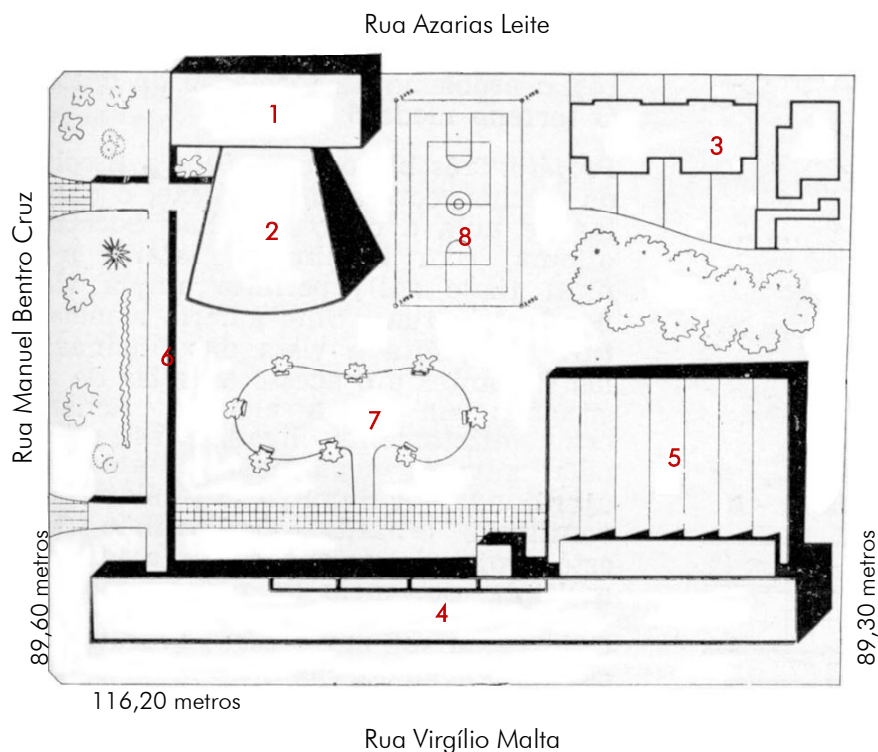 Rua Azarias Leite
1
3
2
8
Rua Manuel Bentro Cruz
6
7
5
4
89,60 metros
89,30 metros
116,20 metros
Rua Virgílio Malta